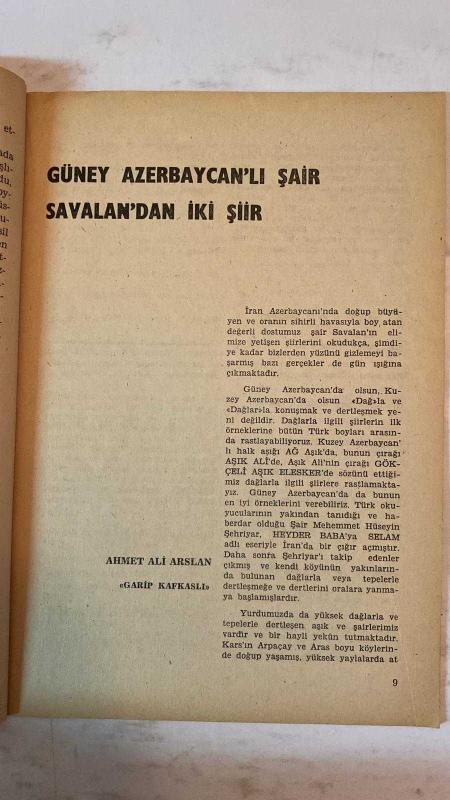 et-
GÜNEY AZERBAYCAN'LI ŞAİR
SAVALAN'DAN İKİ ŞİİR
İran Azerbaycanı'nda doğup büyü-
yen ve oranın sihirli havasıyla boy atan
değerli dostumuz şair Savalan'ın eli-
mize yetişen şiirlerini okudukça, şimdi-
ye kadar bizlerden yüzünü gizlemeyi ba-
şarmış bazı gerçekler de gün ışığına
çıkmaktadır.
Güney Azerbaycan'da olsun, Ku-
zey Azerbaycan'da olsun «Dağ»la ve
«Dağlar»la konuşmak ve dertleşmek ye-
ni değildir. Dağlarla ilgili şiirlerin ilk
örneklerine bütün Türk boyları arasın-
da rastlayabiliyoruz. Kuzey Azerbaycan'
lı halk aşığı AĞ Aşık'da, bunun çırağı
AŞIK ALİ'de, Aşık Ali'nin çırağı GÖK-
ÇELİ AŞIK ELESKER'de sözünü ettiği-
miz dağlarla ilgili şiirlere rastlamakta-
yız. Güney Azerbaycan'da da bunun
en iyi örneklerini verebiliriz. Türk oku-
yucularının yakından tanıdığı ve ha-
berdar olduğu Şair Mehemmet Hüseyin
Şehriyar, HEYDER BABA'ya SELAM
adlı eseriyle İran'da bir çığır açmıştır.
Daha sonra Şehriyar'ı takip edenler
çıkmış ve kendi köyünün yakınların-
da bulunan dağlarla veya tepelerle
dertleşmeğe ve dertlerini oralara yanma-
ya başlamışlardır.
Yurdumuzda da yüksek dağlarla ve
tepelerle dertleşen aşık ve şairlerimiz
vardır ve bir hayli yekûn tutmaktadır.
Kars'ın Arpaçay ve Aras boyu köylerin-
de doğup yaşamış, yüksek yaylalarda at
AHMET ALİ ARSLAN
«GARİP KAFKASLI»
9